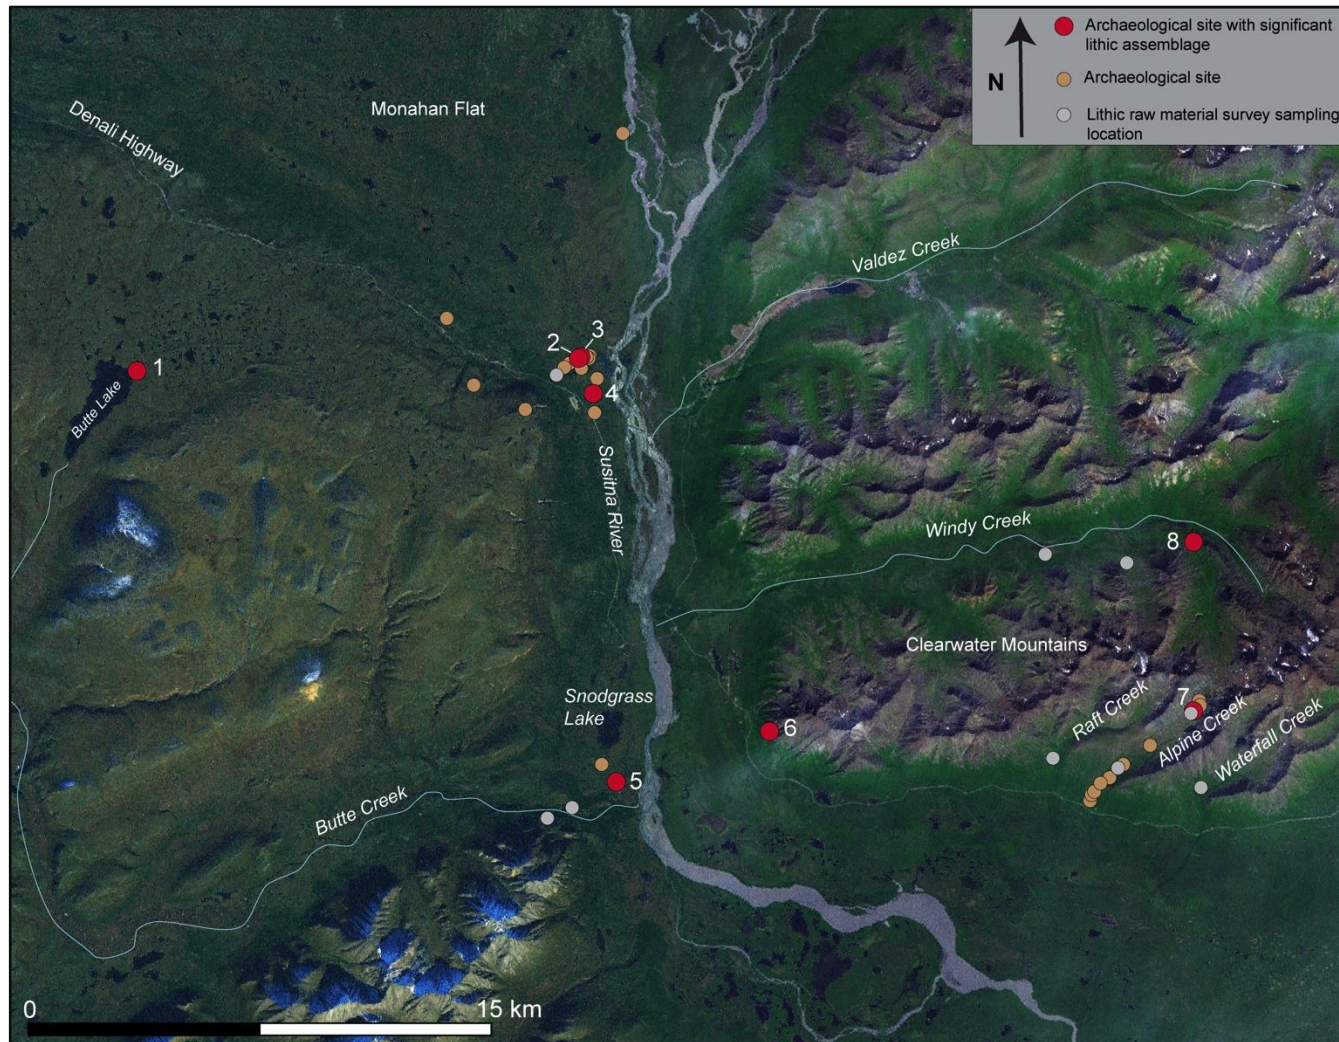 Archaeological site with significant
lithic assemblage
N
Archaeological site
Lithic raw material survey sampling
location
Monahan Flat
Denali Highway
Valdez Creek
3
2
1
4
Butte Lake
Susitna River
Windy Creek
8
Clearwater Mountains
Snodgrass
Lake
7
Raft Creek
Alpine Creek
Waterfall Creek
6
5
Butte Creek
0
15 km